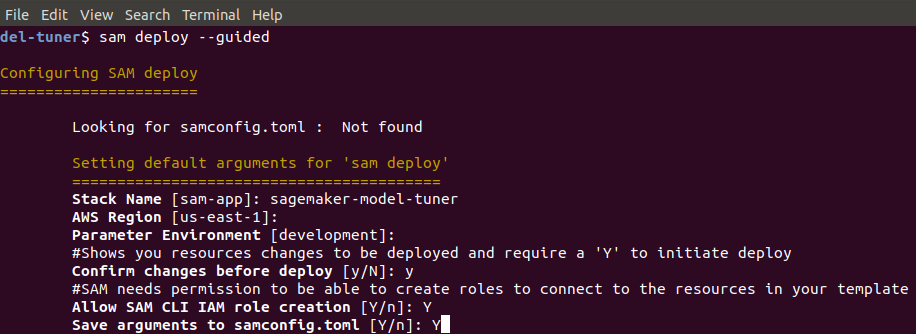 File Edit View Search Terminal Help
del-tuner$ sam deploy --guided
Configuring SAM deploy
======================
Looking for samconfig.toml :  Not found
Setting default arguments for 'sam deploy'
=========================================
Stack Name [sam-app]: sagemaker-model-tuner
AWS Region [us-east-1]:
Parameter Environment [development]:
#Shows you resources changes to be deployed and require a 'Y' to initiate deploy
Confirm changes before deploy [y/N]: y
#SAM needs permission to be able to create roles to connect to the resources in your template
Allow SAM CLI IAM role creation [Y/n]: Y
Save arguments to samconfig.toml [Y/n]: Y